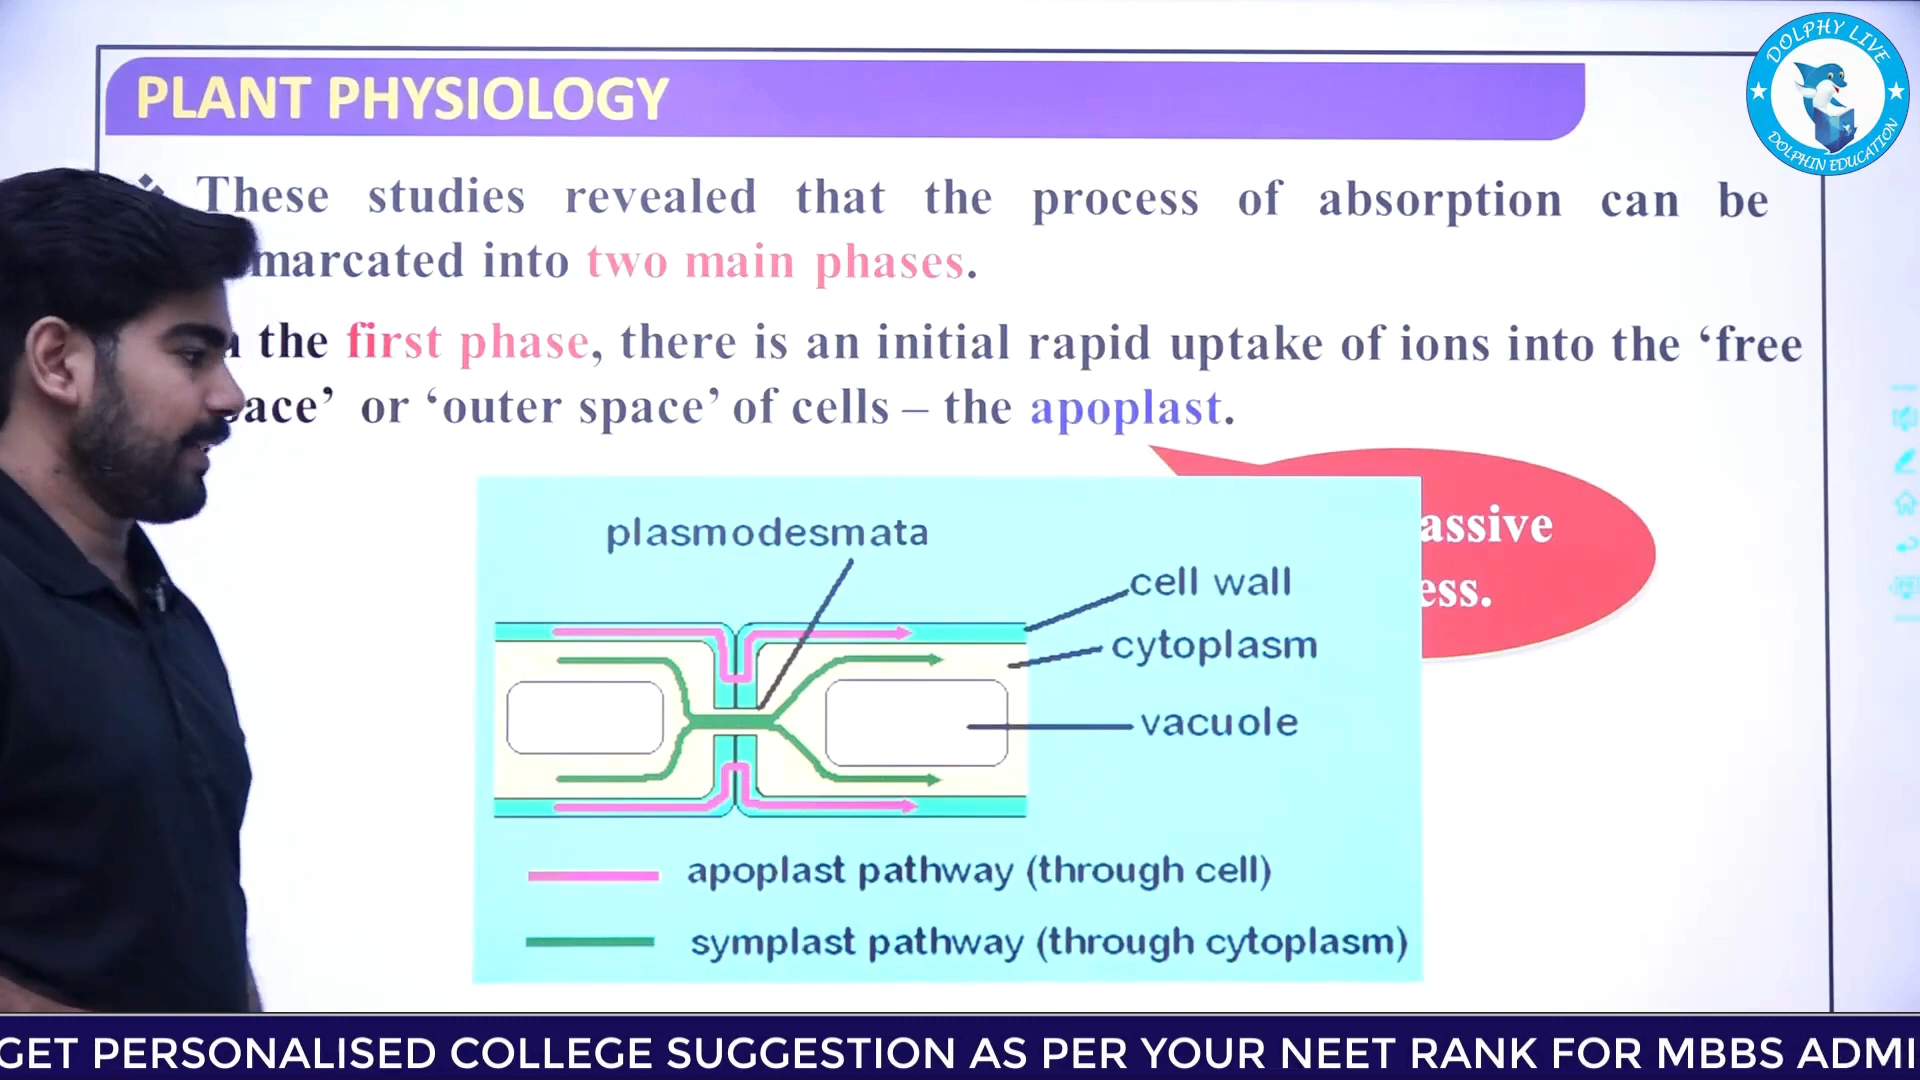 DOLPHY LIVE
DOLPHIN EDUCATION
PLANT PHYSIOLOGY
These studies revealed that the process of absorption can be
marcated into two main phases.
the first phase, there is an initial rapid uptake of ions into the ‘free
ace’ or ‘outer space’ of cells – the apoplast.
assive
ess.
plasmodesmata
cell wall
cytoplasm
vacuole
apoplast pathway (through cell)
symplast pathway (through cytoplasm)
GET PERSONALISED COLLEGE SUGGESTION AS PER YOUR NEET RANK FOR MBBS ADMI